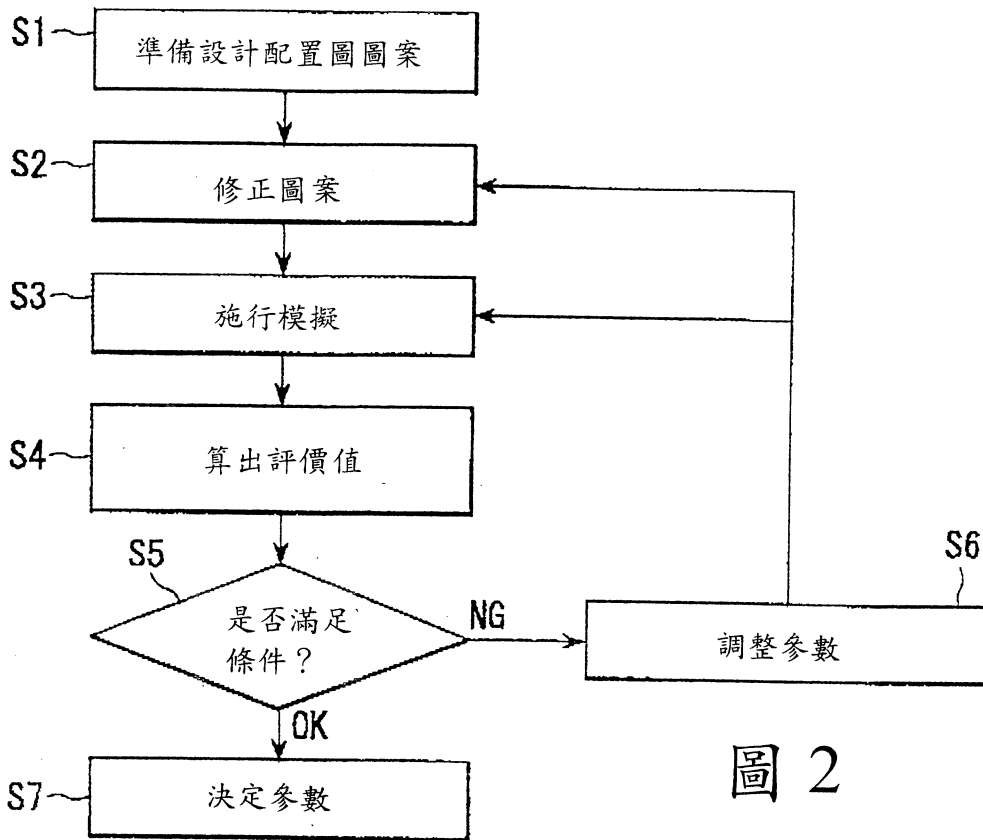 S1
準備設計配置圖圖案
S2
修正圖案
S3
施行模擬
S4
算出評價值
S5
是否滿足
條件？
NG
S6
調整參數
OK
S7
決定參數
圖 2